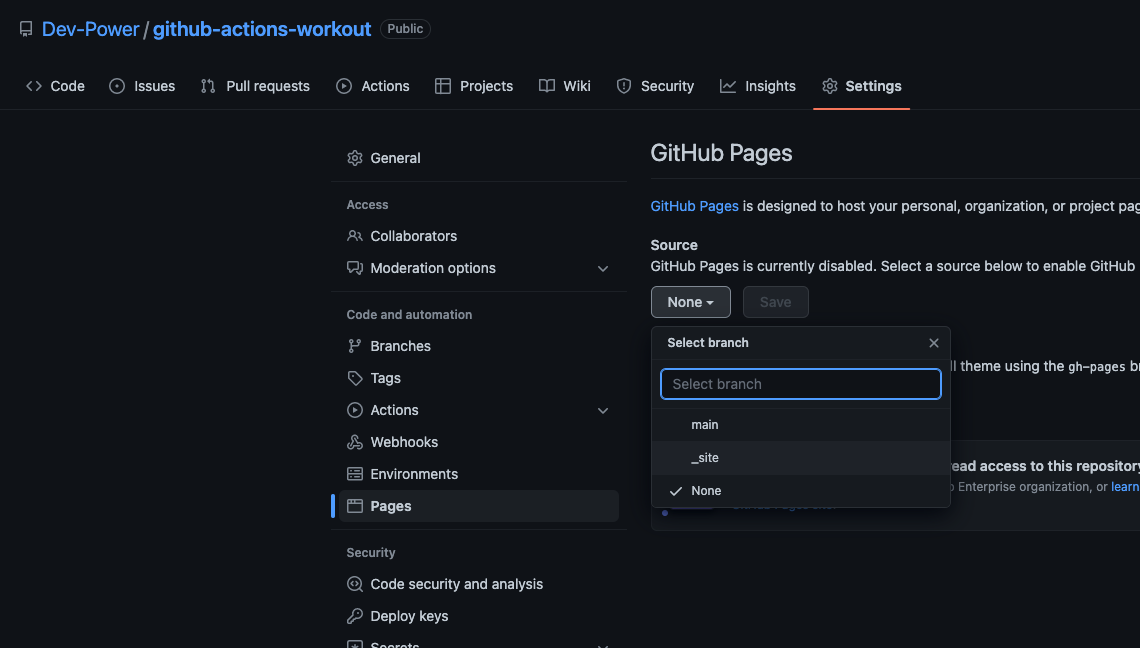 Dev-Power / github-actions-workout Public
Code Issues Pull requests Actions Projects Wiki Security Insights Settings
General
Access
Collaborators
Moderation options
Code and automation
Branches
Tags
Actions
Webhooks
Environments
Pages
Security
Code security and analysis
Deploy keys
Secrets
GitHub Pages
GitHub Pages is designed to host your personal, organization, or project pag
Source
GitHub Pages is currently disabled. Select a source below to enable GitHub
None Save
Select branch
Select branch
main
_site
None
ll theme using the gh-pages br
read access to this repository
Enterprise organization, or learn